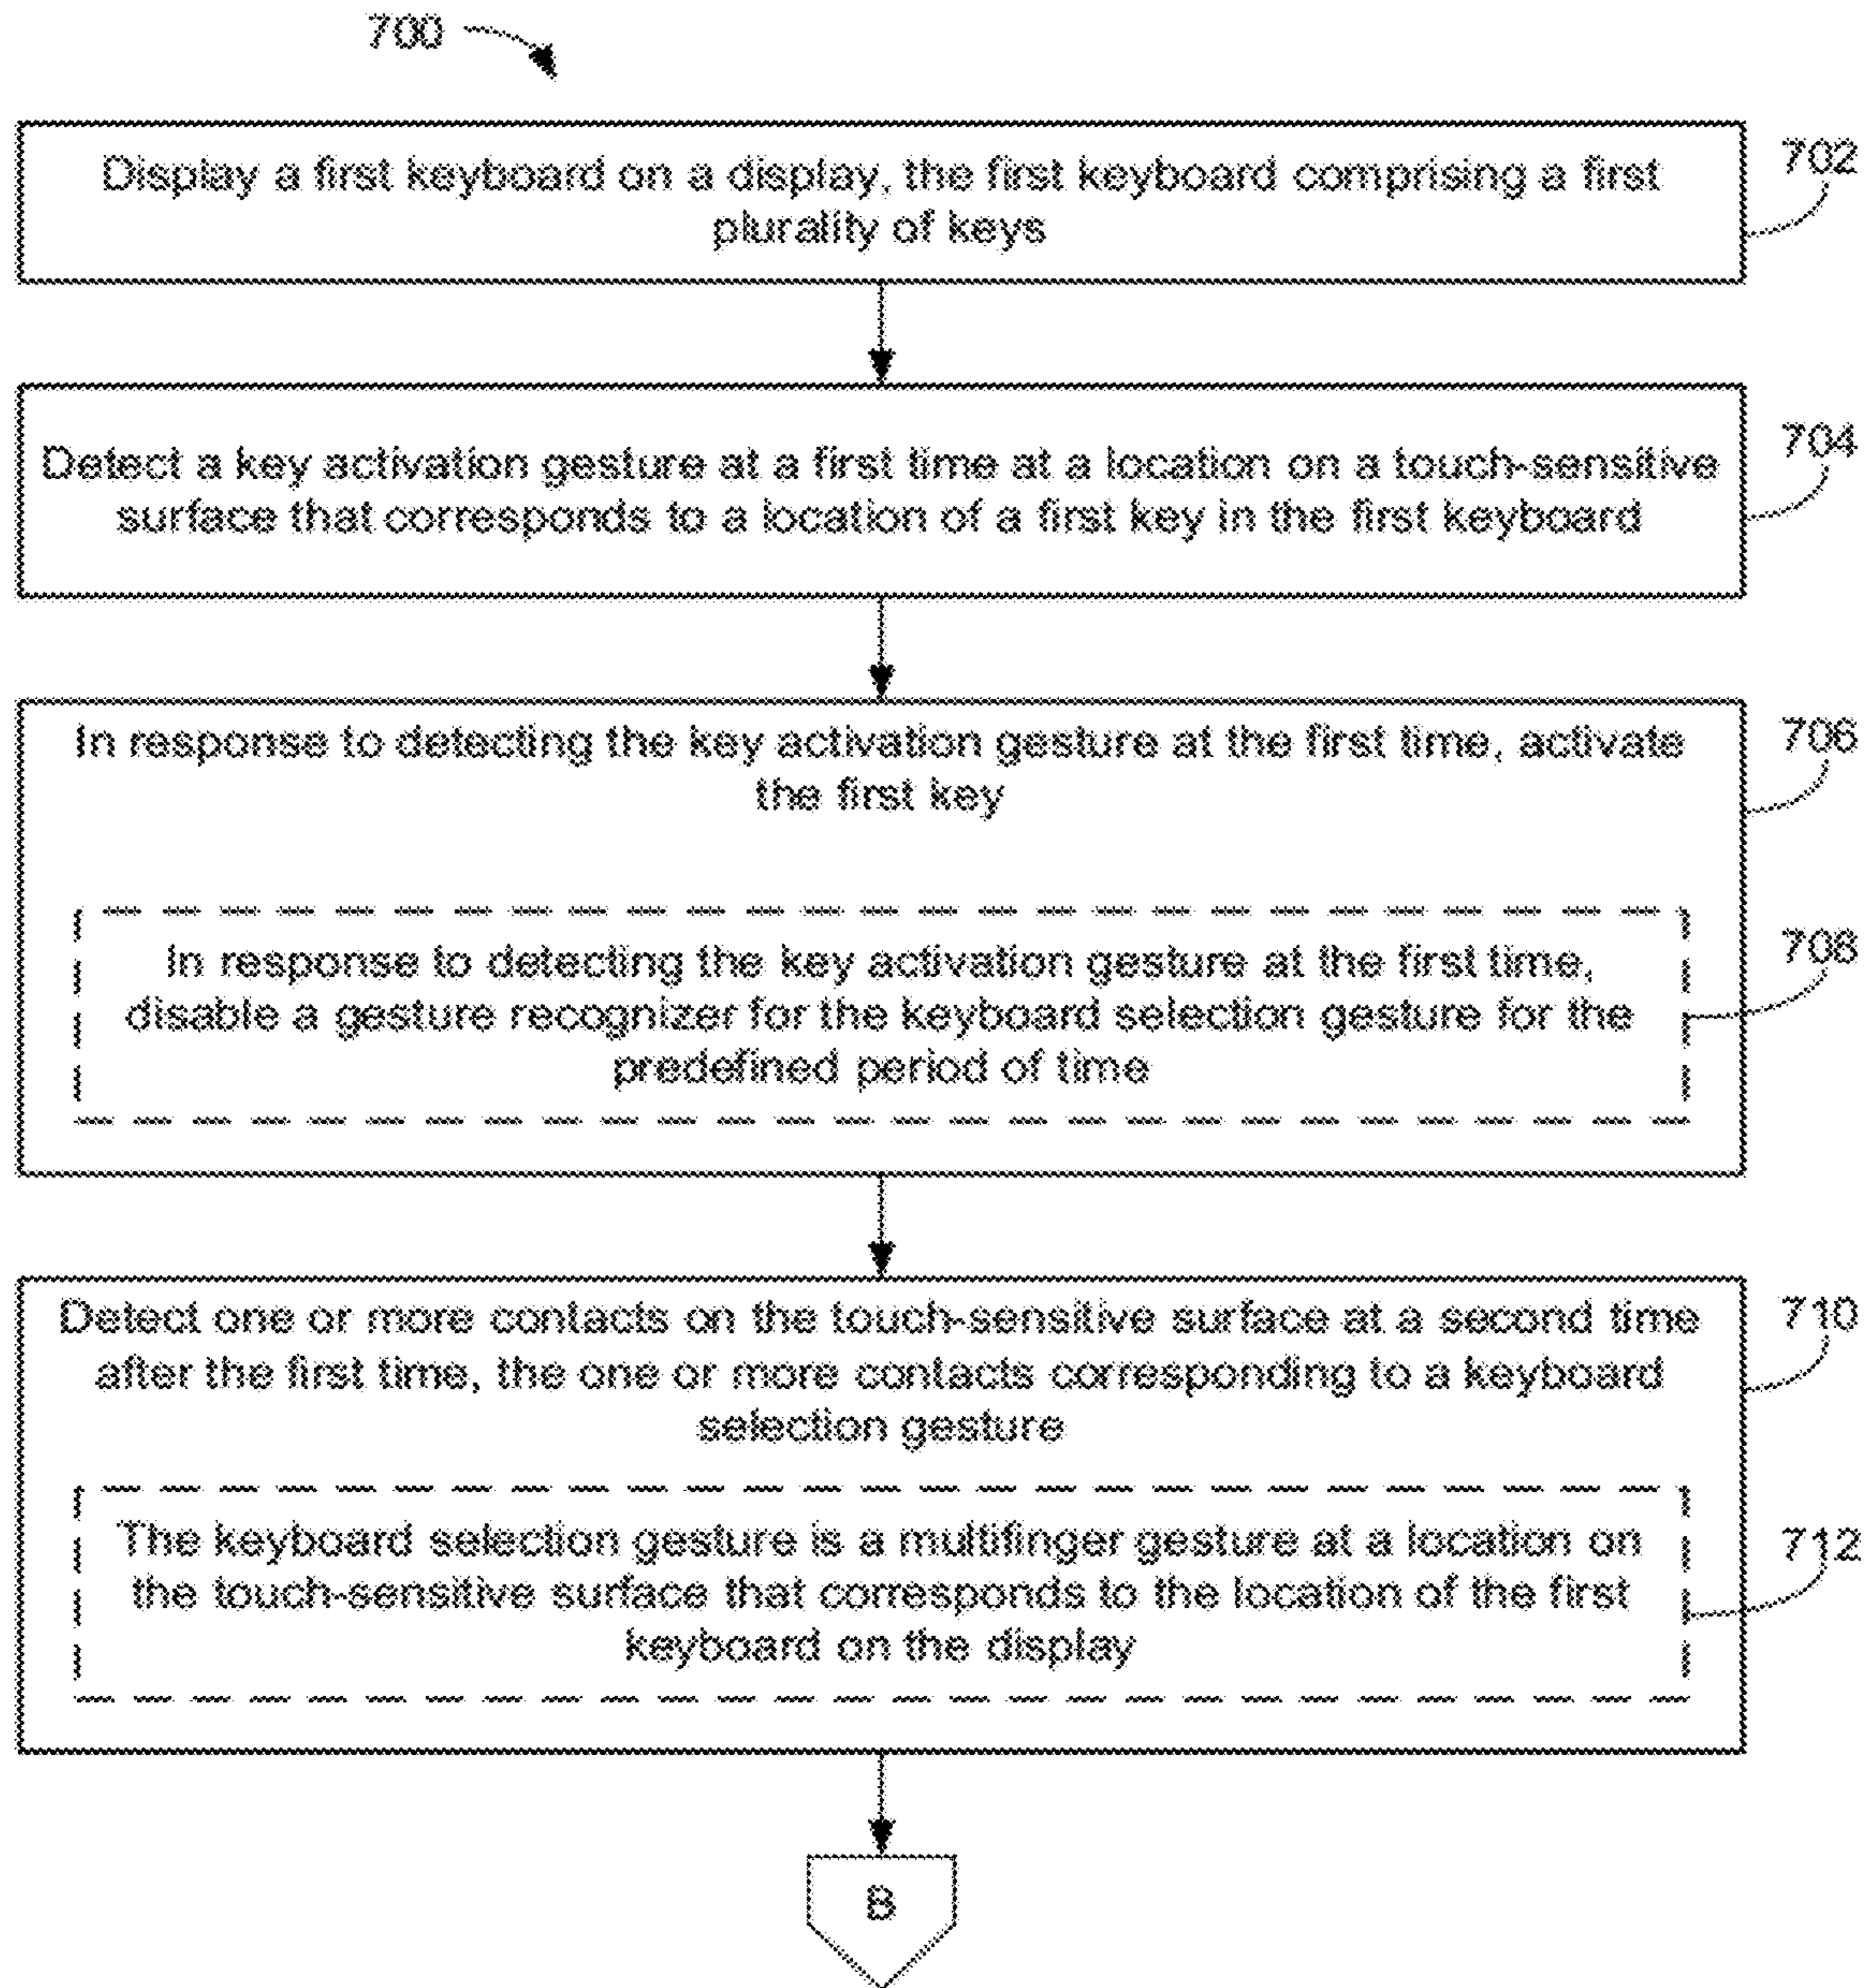 700
Display a first keyboard on a display, the first keyboard comprising a first
plurality of keys
702
Detect a key activation gesture at a first time at a location on a touch-sensitive
surface that corresponds to a location of a first key in the first keyboard
704
In response to detecting the key activation gesture at the first time, activate
the first key
706
In response to detecting the key activation gesture at the first time,
disable a gesture recognizer for the keyboard selection gesture for the
predefined period of time
708
Detect one or more contacts on the touch-sensitive surface at a second time
after the first time, the one or more contacts corresponding to a keyboard
selection gesture
710
The keyboard selection gesture is a multifinger gesture at a location on
the touch-sensitive surface that corresponds to the location of the first
keyboard on the display
712
B